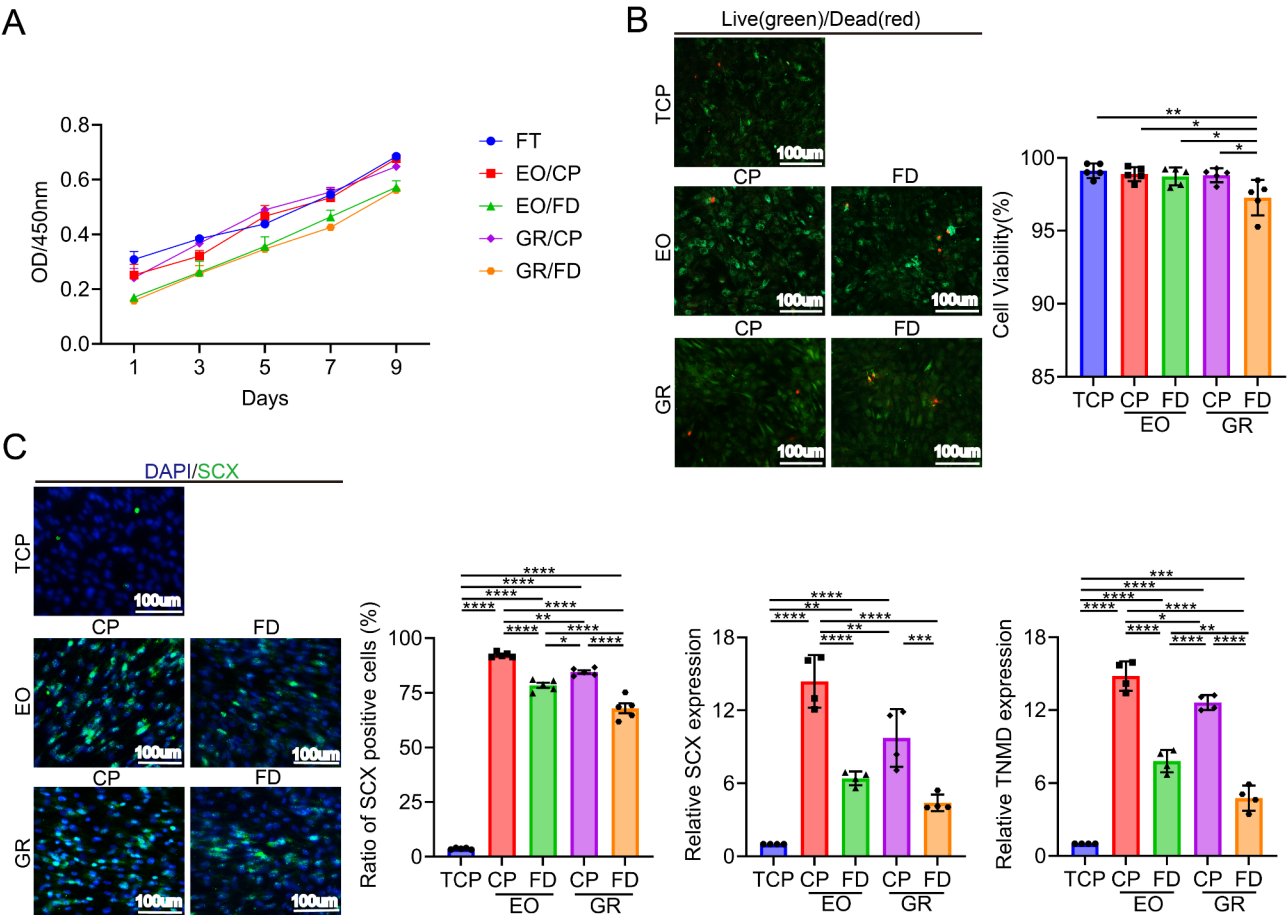 A
OD/450nm
0.8
0.6
0.4
0.2
0.0
1 3 5 7 9
Days
FT
EO/CP
EO/FD
GR/CP
GR/FD
B
Live(green)/Dead(red)
TCP
100um
CP FD
EO
100um 100um
CP FD
GR
100um 100um
Cell Viability(%)
100
95
90
85
**
*
*
*
TCP CP FD CP FD
EO GR
C
DAPI/SCX
TCP
100um
CP FD
EO
100um 100um
CP FD
GR
100um 100um
Ratio of SCX positive cells (%)
100
75
50
25
0
****
****
****
**** ****
**
**** ****
* ****
TCP CP FD CP FD
EO GR
Relative SCX expression
18
12
6
0
****
**
**** ****
**
**** ***
TCP CP FD CP FD
EO GR
Relative TNMD expression
18
12
6
0
***
****
****
**** ****
*
**** **
**** ****
TCP CP FD CP FD
EO GR